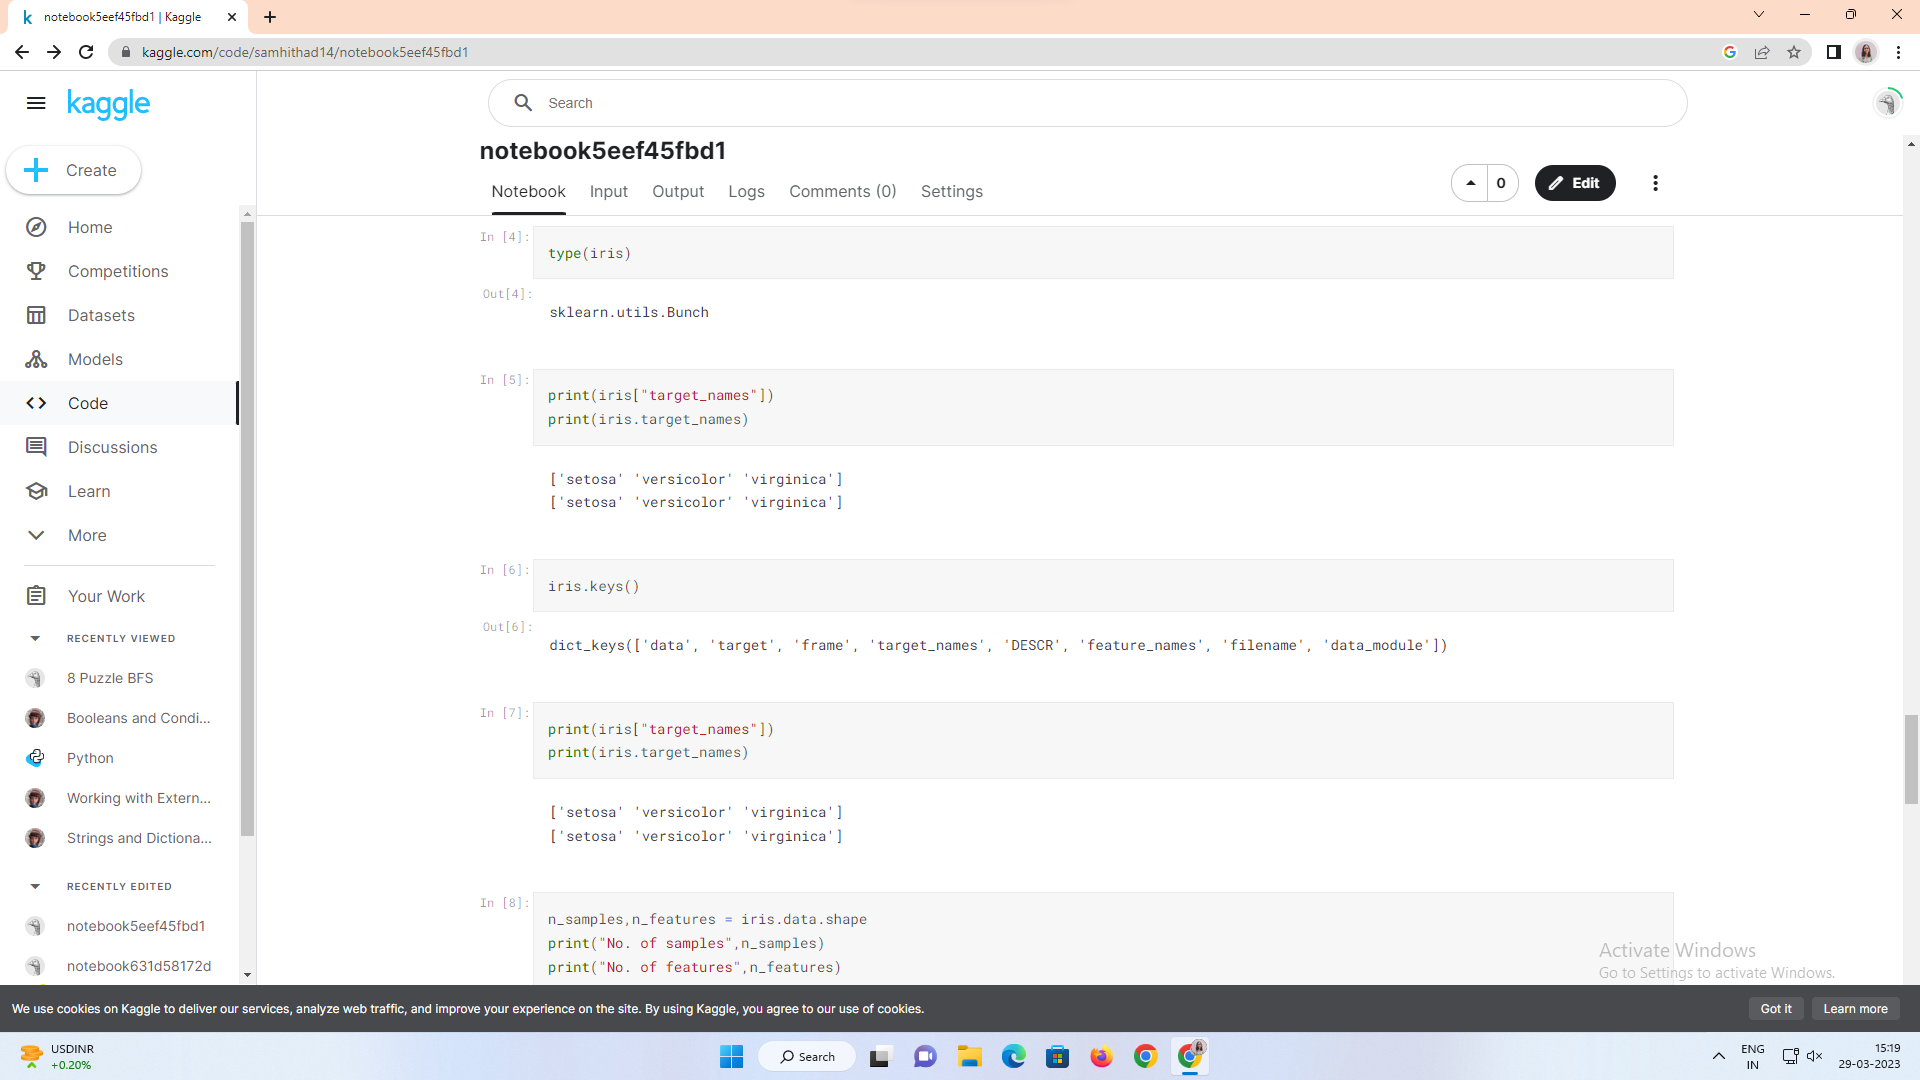 notebook5eef45fbd1 | Kaggle
kaggle.com/code/samhithad14/notebook5eef45fbd1
kaggle
Search
Create
Home
Competitions
Datasets
Models
Code
Discussions
Learn
More
Your Work
RECENTLY VIEWED
8 Puzzle BFS
Booleans and Condi...
Python
Working with Extern...
Strings and Dictiona...
RECENTLY EDITED
notebook5eef45fbd1
notebook631d58172d
notebook5eef45fbd1
Notebook Input Output Logs Comments (0) Settings
0 Edit
In [4]:
type(iris)
Out[4]:
sklearn.utils.Bunch
In [5]:
print(iris["target_names"])
print(iris.target_names)
['setosa' 'versicolor' 'virginica']
['setosa' 'versicolor' 'virginica']
In [6]:
iris.keys()
Out[6]:
dict_keys(['data', 'target', 'frame', 'target_names', 'DESCR', 'feature_names', 'filename', 'data_module'])
In [7]:
print(iris["target_names"])
print(iris.target_names)
['setosa' 'versicolor' 'virginica']
['setosa' 'versicolor' 'virginica']
In [8]:
n_samples,n_features = iris.data.shape
print("No. of samples",n_samples)
print("No. of features",n_features)
Activate Windows
Go to Settings to activate Windows.
We use cookies on Kaggle to deliver our services, analyze web traffic, and improve your experience on the site. By using Kaggle, you agree to our use of cookies.
Got it Learn more
USDINR
+0.20%
Search
ENG
IN
15:19
29-03-2023